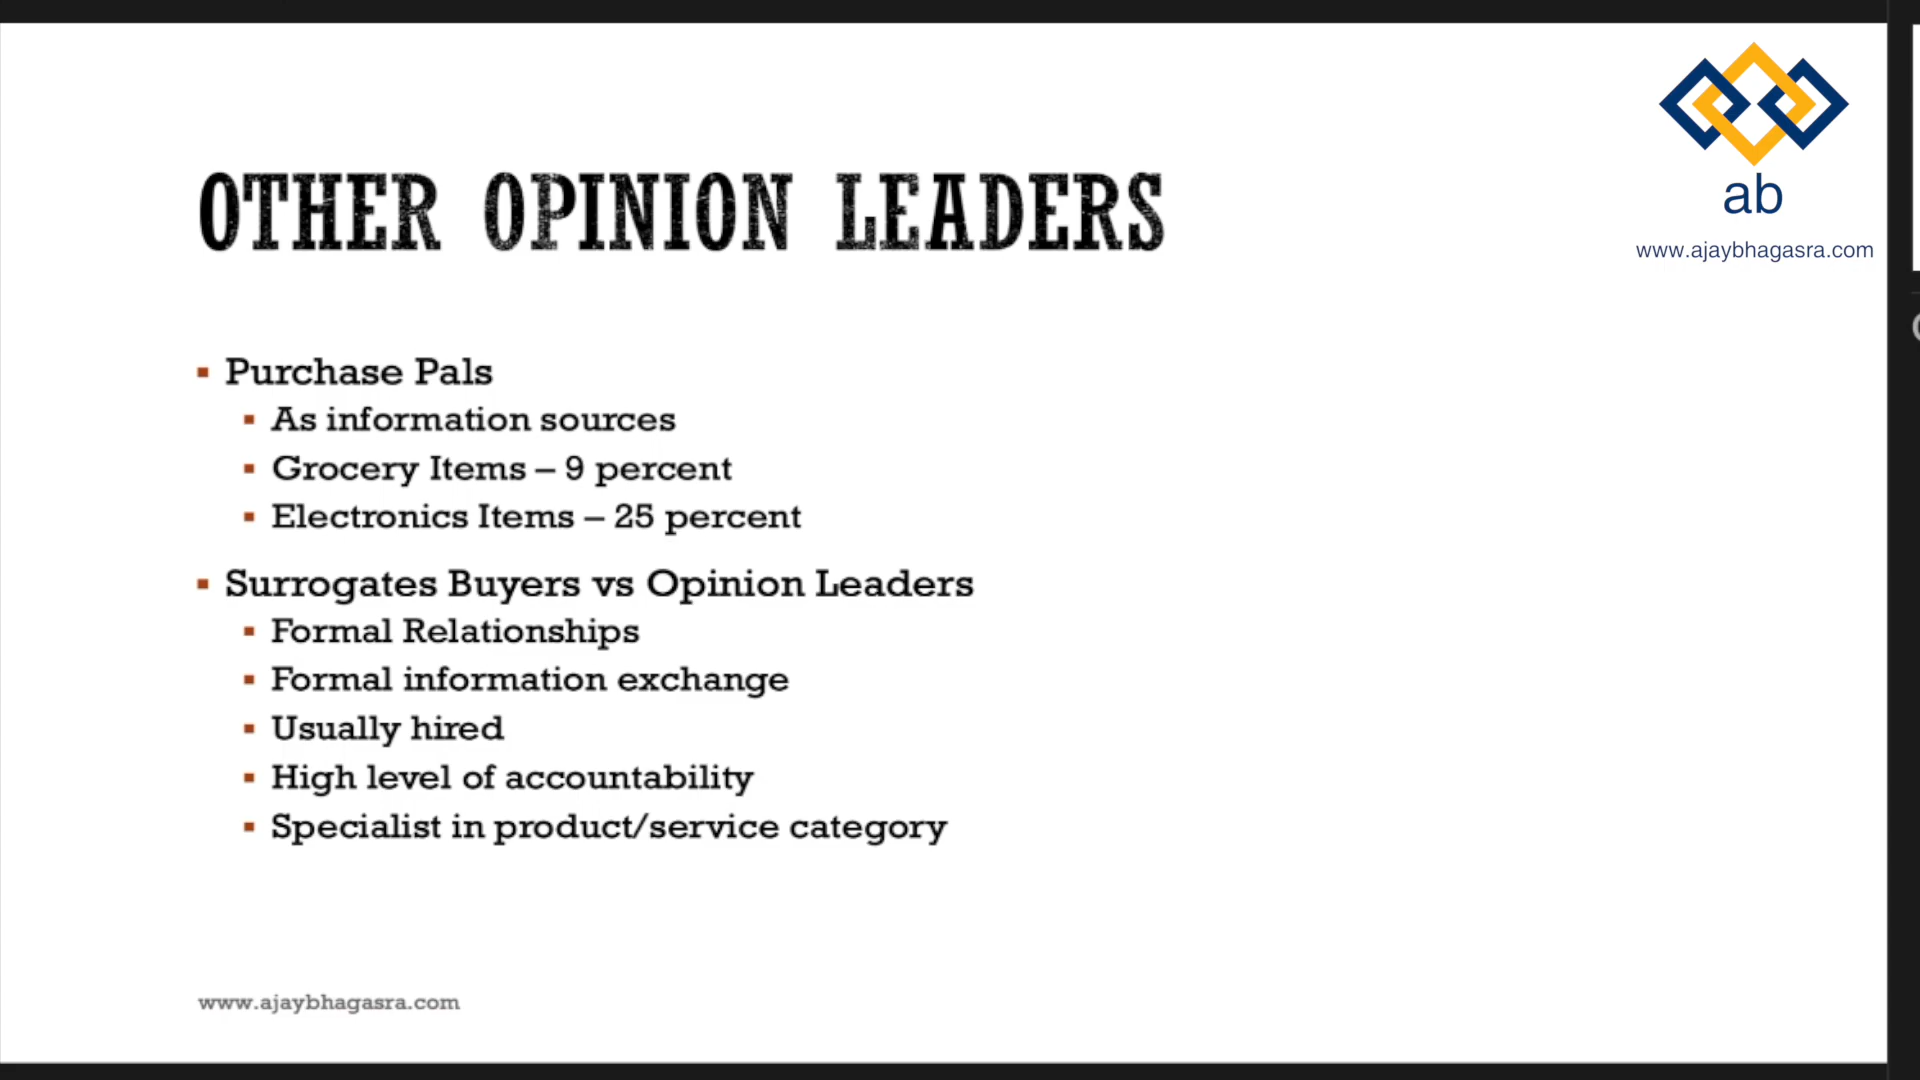 ab
www.ajaybhagasra.com
OTHER OPINION LEADERS
Purchase Pals
As information sources
Grocery Items – 9 percent
Electronics Items – 25 percent
Surrogates Buyers vs Opinion Leaders
Formal Relationships
Formal information exchange
Usually hired
High level of accountability
Specialist in product/service category
www.ajaybhagasra.com